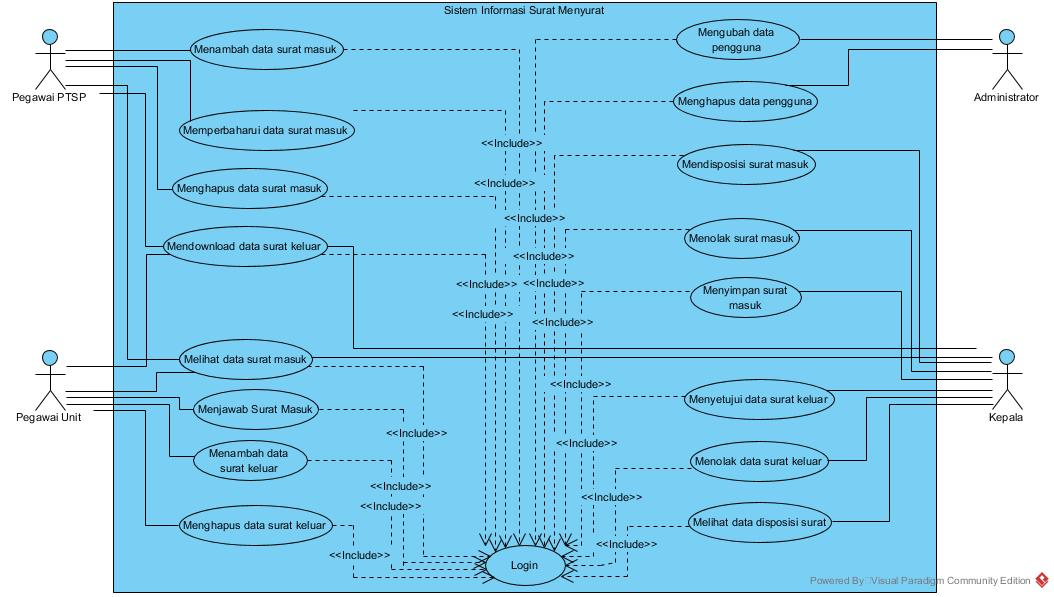 Sistem Informasi Surat Menyurat
Pegawai PTSP
Administrator
Menambah data surat masuk
Mengubah data
pengguna
Menghapus data pengguna
Memperbaharui data surat masuk
<<Include>>
Mendisposisi surat masuk
Menghapus data surat masuk
<<Include>>
<<Include>>
Mendownload data surat keluar
Menolak surat masuk
<<Include>>
<<Include>>
<<Include>>
Menyimpan surat
masuk
<<Include>>
<<Include>>
Melihat data surat masuk
Pegawai Unit
Kepala
<<Include>>
Menjawab Surat Masuk
Menyetujui data surat keluar
<<Include>>
<<Include>>
Menambah data
surat keluar
Menolak data surat keluar
<<Include>>
<<Include>>
<<Include>>
Menghapus data surat keluar
Melihat data disposisi surat
<<Include>>
<<Include>>
Login
Powered By Visual Paradigm Community Edition